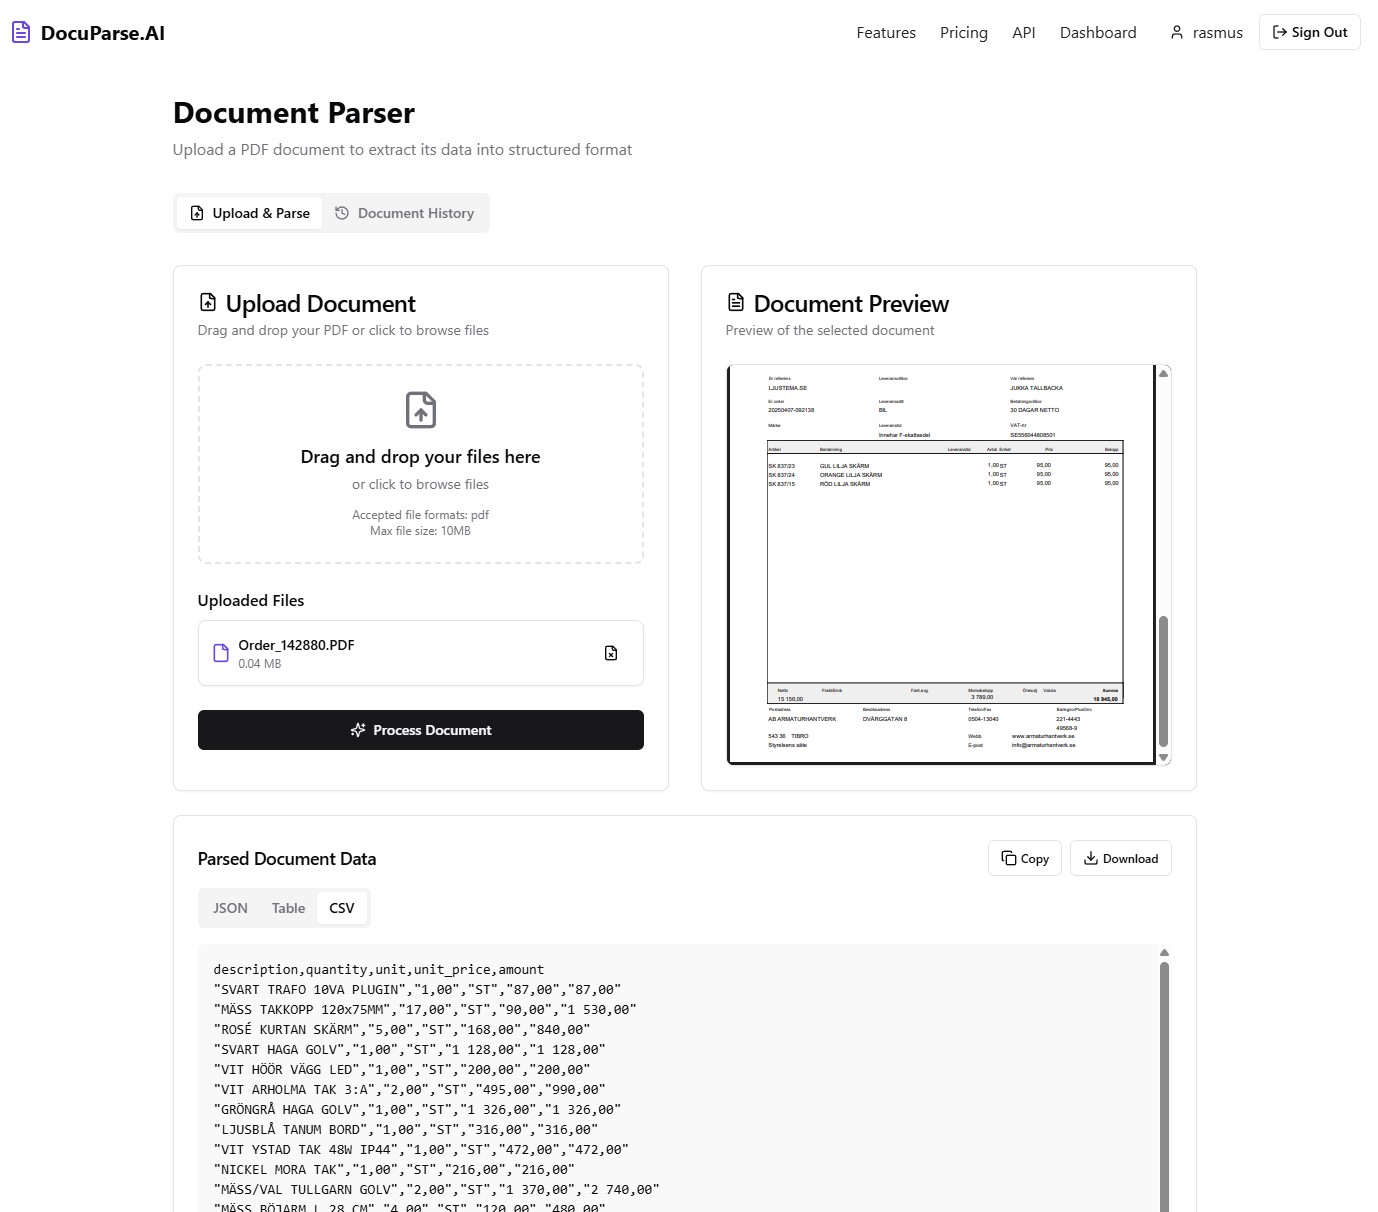 DocuParse.AI
Features Pricing API Dashboard rasmus Sign Out
Document Parser
Upload a PDF document to extract its data into structured format
Upload & Parse Document History
Upload Document
Drag and drop your PDF or click to browse files
Drag and drop your files here
or click to browse files
Accepted file formats: pdf
Max file size: 10MB
Uploaded Files
Order_142880.PDF
0.04 MB
Process Document
Document Preview
Preview of the selected document
Er referens Leveransvillkor Vår referens
LJUSTEMA.SE JUKKA TALLBACKA
Er order Leveranssätt Betalningsvillkor
20250407-092138 BIL 30 DAGAR NETTO
Märke Leveranstid VAT-nr
Innehar F-skattsedel SE556044808501
Artikel Benämning Leveranstid Antal Enhet Pris Belopp
SK 837/23 GUL LILJA SKÄRM 1,00 ST 95,00 95,00
SK 837/24 ORANGE LILJA SKÄRM 1,00 ST 95,00 95,00
SK 837/15 RÖD LILJA SKÄRM 1,00 ST 95,00 95,00
Netto Frakt/Emb Fakt.avg. Momsbelopp Öresutj Valuta Summa
15 156,00 3 789,00 18 945,00
Postadress Besöksadress Telefon/Fax Bankgiro/PlusGiro
AB ARMATURHANTVERK DVÄRGGATAN 8 0504-13040 221-4443
49568-9
543 36 TIBRO Webb www.armaturhantverk.se
Styrelsens säte E-post info@armaturhantverk.se
Parsed Document Data
Copy Download
JSON Table CSV
description,quantity,unit,unit_price,amount
"SVART TRAFO 10VA PLUGIN","1,00","ST","87,00","87,00"
"MÄSS TAKKOPP 120x75MM","17,00","ST","90,00","1 530,00"
"ROSÉ KURTAN SKÄRM","5,00","ST","168,00","840,00"
"SVART HAGA GOLV","1,00","ST","1 128,00","1 128,00"
"VIT HÖÖR VÄGG LED","1,00","ST","200,00","200,00"
"VIT ARHOLMA TAK 3:A","2,00","ST","495,00","990,00"
"GRÖNGRÅ HAGA GOLV","1,00","ST","1 326,00","1 326,00"
"LJUSBLÅ TANUM BORD","1,00","ST","316,00","316,00"
"VIT YSTAD TAK 48W IP44","1,00","ST","472,00","472,00"
"NICKEL MORA TAK","1,00","ST","216,00","216,00"
"MÄSS/VAL TULLGARN GOLV","2,00","ST","1 370,00","2 740,00"
"MÄSS BÖJARM L 28 CM","4,00","ST","120,00","480,00"